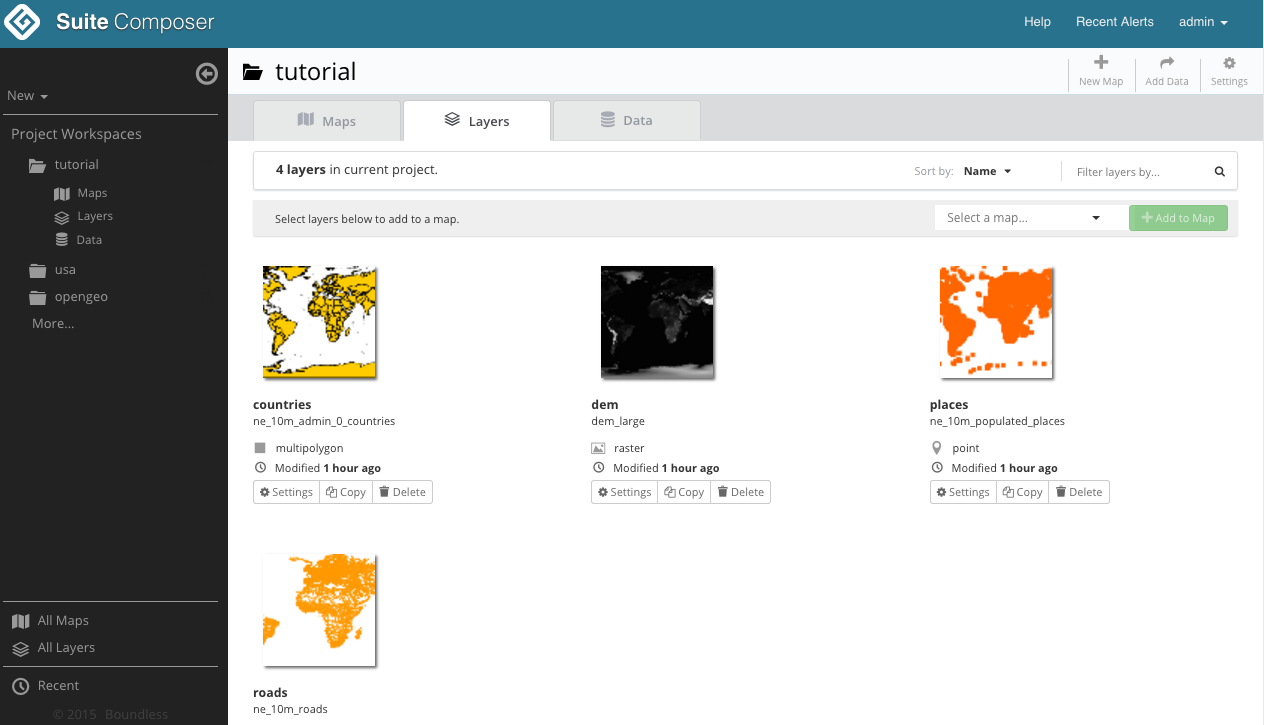 Suite Composer
Help Recent Alerts admin
New
Project Workspaces
tutorial
Maps
Layers
Data
usa
opengeo
More...
All Maps
All Layers
Recent
© 2015 Boundless
tutorial
New Map Add Data Settings
Maps Layers Data
4 layers in current project. Sort by: Name Filter layers by...
Select layers below to add to a map. Select a map... Add to Map
countries
ne_10m_admin_0_countries
multipolygon
Modified 1 hour ago
Settings Copy Delete
dem
dem_large
raster
Modified 1 hour ago
Settings Copy Delete
places
ne_10m_populated_places
point
Modified 1 hour ago
Settings Copy Delete
roads
ne_10m_roads